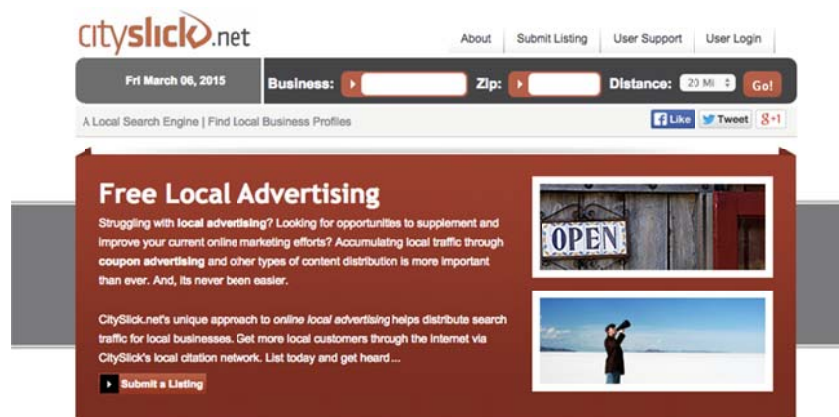 cityslick.net
About Submit Listing User Support User Login
Fri March 06, 2015 Business: Zip: Distance: 20 Mi Go!
A Local Search Engine | Find Local Business Profiles
Like Tweet g+1
Free Local Advertising
Struggling with local advertising? Looking for opportunities to supplement and
improve your current online marketing efforts? Accumulating local traffic through
coupon advertising and other types of content distribution is more important
than ever. And, its never been easier.
CitySlick.net's unique approach to online local advertising helps distribute search
traffic for local businesses. Get more local customers through the internet via
CitySlick's local citation network. List today and get heard...
Submit a Listing
OPEN